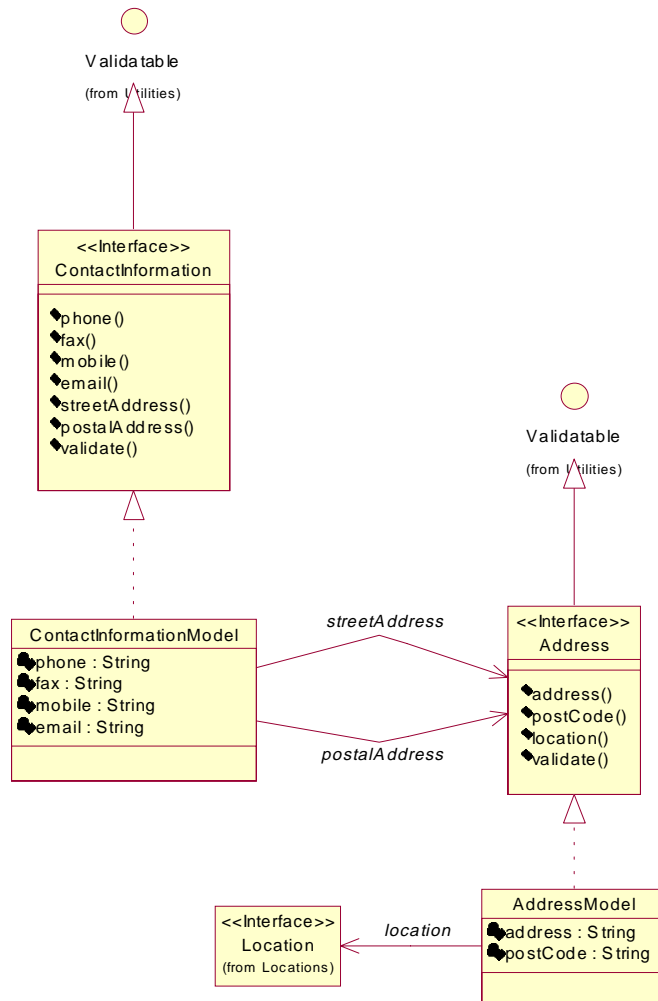 Validatable
(from Utilities)
<<Interface>>
ContactInformation
phone()
fax()
mobile()
email()
streetAddress()
postalAddress()
validate()
Validatable
(from Utilities)
ContactInformationModel
phone : String
fax : String
mobile : String
email : String
streetAddress
postalAddress
<<Interface>>
Address
address()
postCode()
location()
validate()
<<Interface>>
Location
(from Locations)
location
AddressModel
address : String
postCode : String